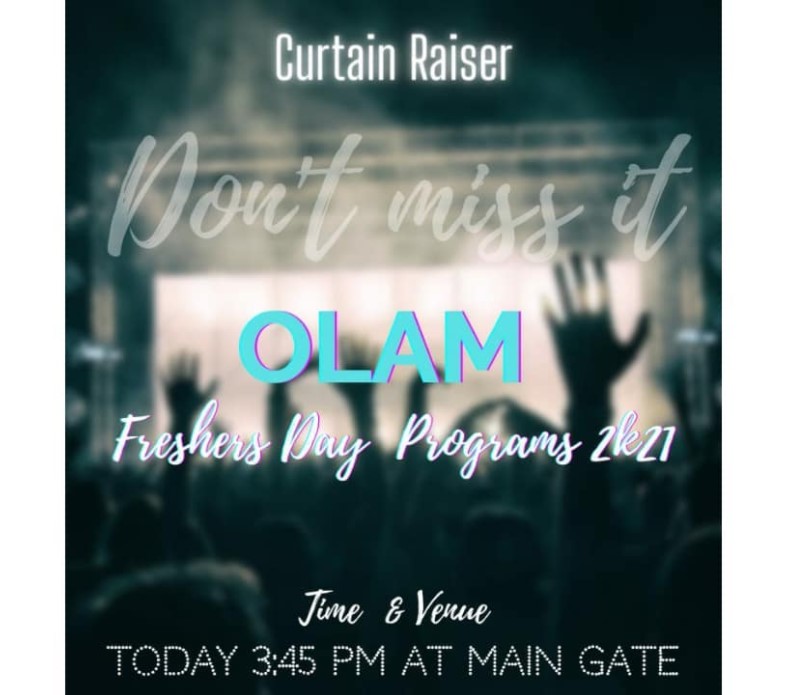 Curtain Raiser
Don't miss it
OLAM
Freshers Day Programs 2k21
Time & Venue
TODAY 3:45 PM AT MAIN GATE